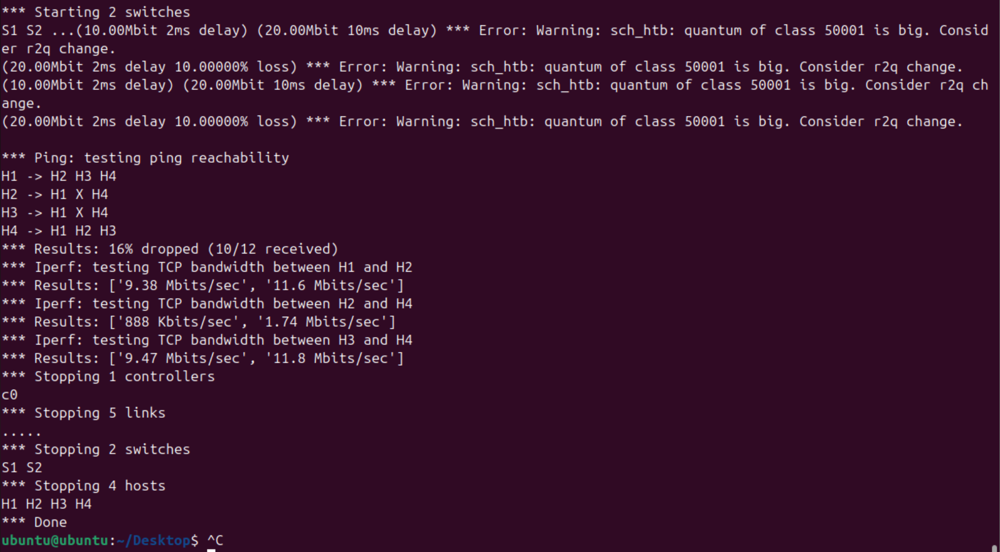 *** Starting 2 switches
S1 S2 ...(10.00Mbit 2ms delay) (20.00Mbit 10ms delay) *** Error: Warning: sch_htb: quantum of class 50001 is big. Consid
er r2q change.
(20.00Mbit 2ms delay 10.00000% loss) *** Error: Warning: sch_htb: quantum of class 50001 is big. Consider r2q change.
(10.00Mbit 2ms delay) (20.00Mbit 10ms delay) *** Error: Warning: sch_htb: quantum of class 50001 is big. Consider r2q ch
ange.
(20.00Mbit 2ms delay 10.00000% loss) *** Error: Warning: sch_htb: quantum of class 50001 is big. Consider r2q change.

*** Ping: testing ping reachability
H1 -> H2 H3 H4
H2 -> H1 X H4
H3 -> H1 X H4
H4 -> H1 H2 H3
*** Results: 16% dropped (10/12 received)
*** Iperf: testing TCP bandwidth between H1 and H2
*** Results: ['9.38 Mbits/sec', '11.6 Mbits/sec']
*** Iperf: testing TCP bandwidth between H2 and H4
*** Results: ['888 Kbits/sec', '1.74 Mbits/sec']
*** Iperf: testing TCP bandwidth between H3 and H4
*** Results: ['9.47 Mbits/sec', '11.8 Mbits/sec']
*** Stopping 1 controllers
c0
*** Stopping 5 links
.....
*** Stopping 2 switches
S1 S2
*** Stopping 4 hosts
H1 H2 H3 H4
*** Done
ubuntu@ubuntu:~/Desktop$ ^C